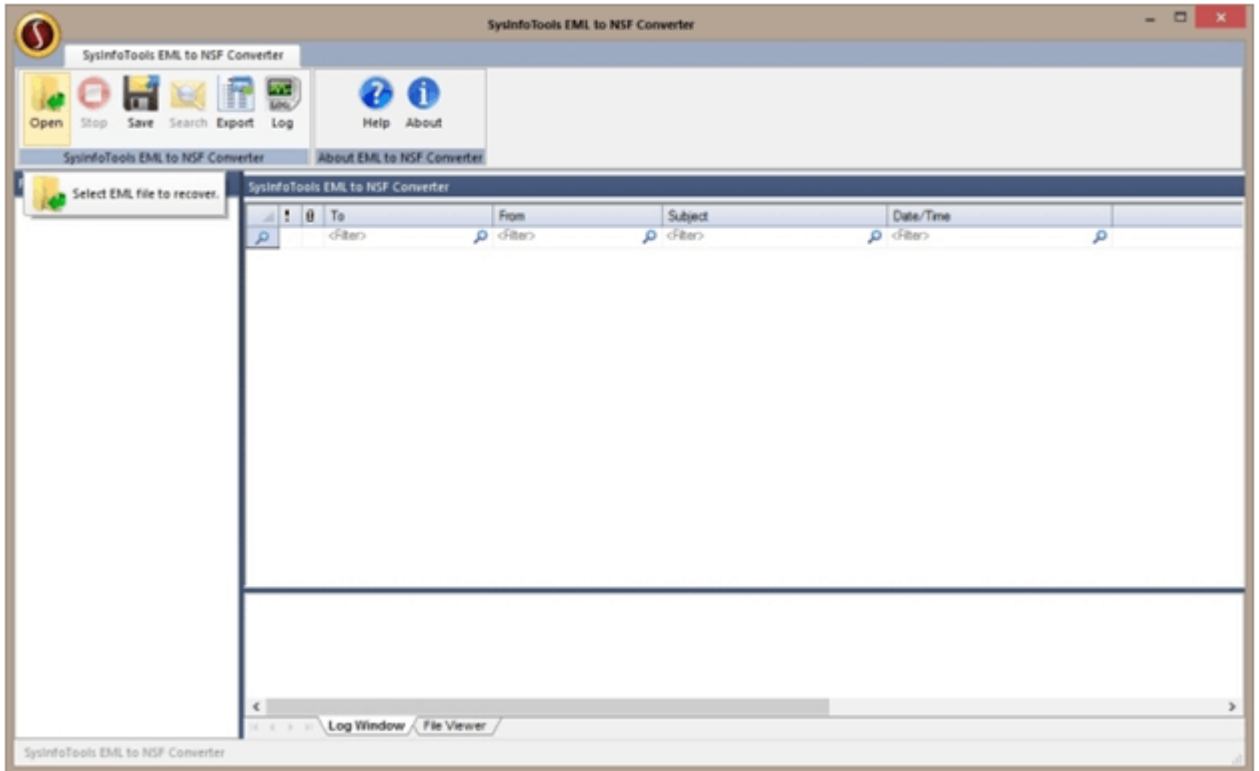 SysInfoTools EML to NSF Converter
SysInfoTools EML to NSF Converter
Open Stop Save Search Export Log Help About
SysInfoTools EML to NSF Converter About EML to NSF Converter
Select EML file to recover.
SysInfoTools EML to NSF Converter
! To From Subject Date/Time
<Filter> <Filter> <Filter> <Filter>
Log Window File Viewer
SysInfoTools EML to NSF Converter